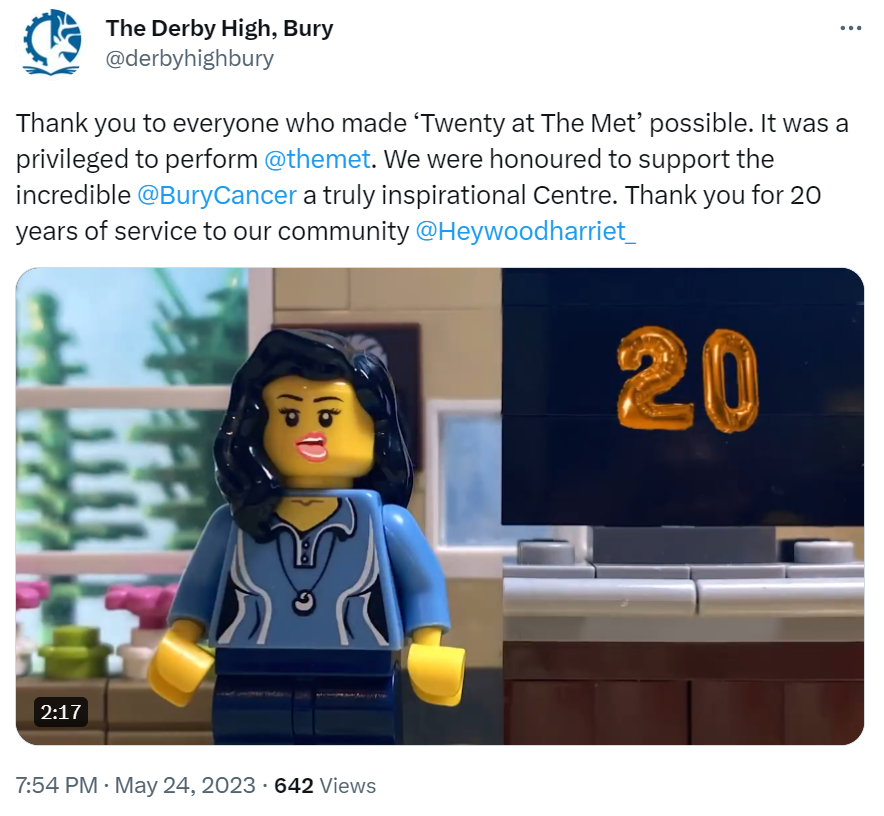 The Derby High, Bury
@derbyhighbury
Thank you to everyone who made ‘Twenty at The Met’ possible. It was a
privileged to perform @themet. We were honoured to support the
incredible @BuryCancer a truly inspirational Centre. Thank you for 20
years of service to our community @Heywoodharriet_
20
2:17
7:54 PM · May 24, 2023 · 642 Views